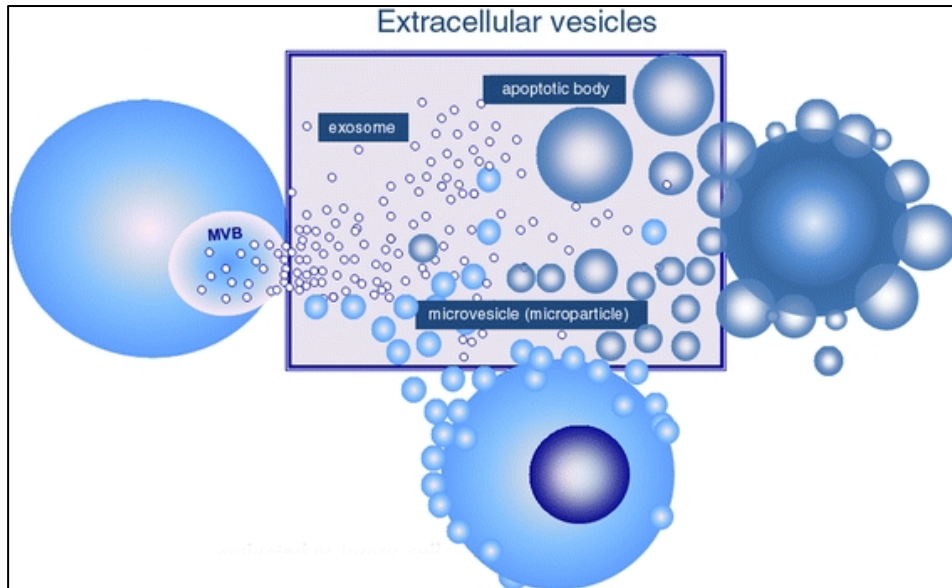 Extracellular vesicles
apoptotic body
exosome
MVB
microvesicle (microparticle)